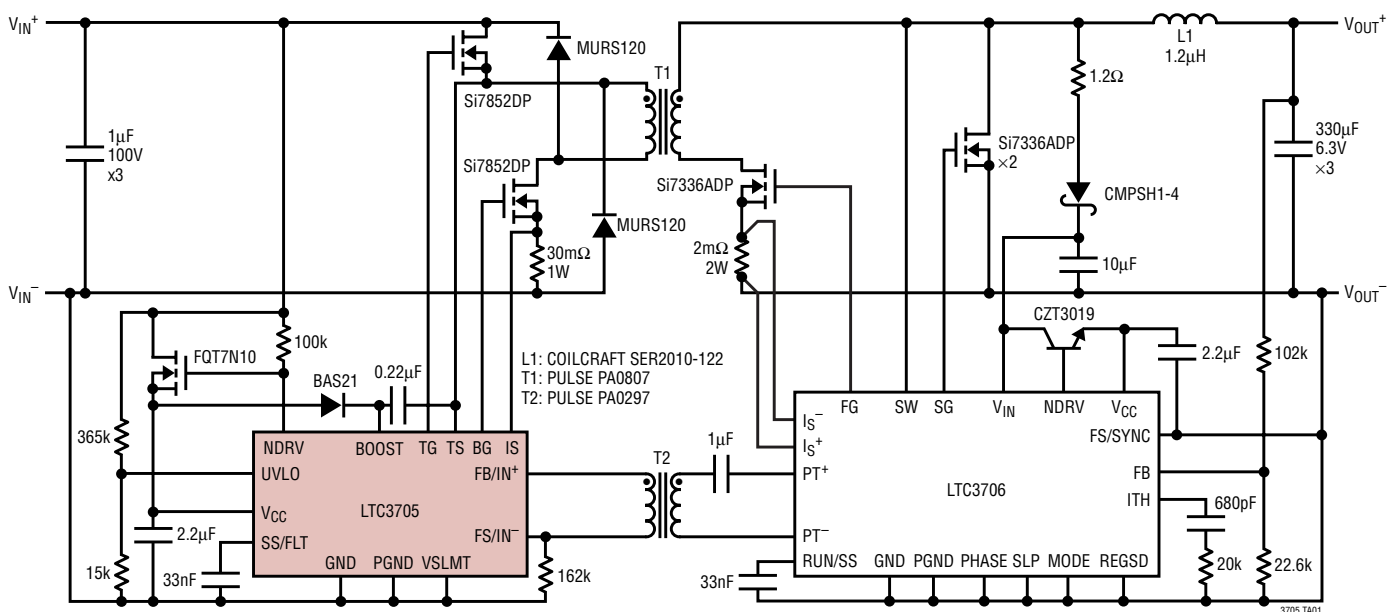 VIN+
MURS120
T1
L1
1.2µH
VOUT+
1.2Ω
Si7852DP
1µF
100V
x3
Si7852DP
Si7336ADP
Si7336ADP
×2
330µF
6.3V
×3
CMPSH1-4
MURS120
30mΩ
1W
2mΩ
2W
10µF
VIN–
VOUT–
CZT3019
FQT7N10
100k
L1: COILCRAFT SER2010-122
T1: PULSE PA0807
T2: PULSE PA0297
2.2µF
102k
BAS21
0.22µF
365k
NDRV
BOOST
TG
TS
BG
IS
UVLO
FB/IN+
LTC3705
VCC
2.2µF
SS/FLT
FS/IN–
GND
PGND
VSLMT
15k
33nF
162k
T2
1µF
IS–
IS+
FG
SW
SG
VIN
NDRV
VCC
FS/SYNC
PT+
LTC3706
FB
ITH
680pF
PT–
RUN/SS
GND
PGND
PHASE
SLP
MODE
REGSD
33nF
20k
22.6k
3705 TA01